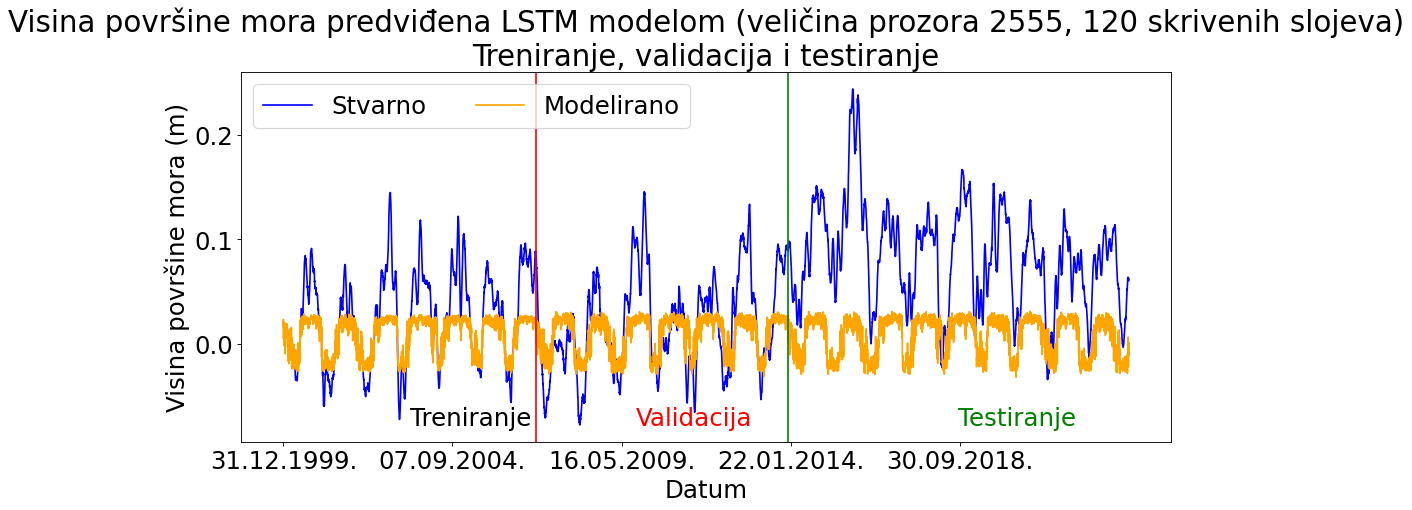 Visina površine mora predviđena LSTM modelom (veličina prozora 2555, 120 skrivenih slojeva)
Treniranje, validacija i testiranje
Stvarno
Modelirano
Visina površine mora (m)
0.2
0.1
0.0
Treniranje
Validacija
Testiranje
31.12.1999.
07.09.2004.
16.05.2009.
22.01.2014.
30.09.2018.
Datum